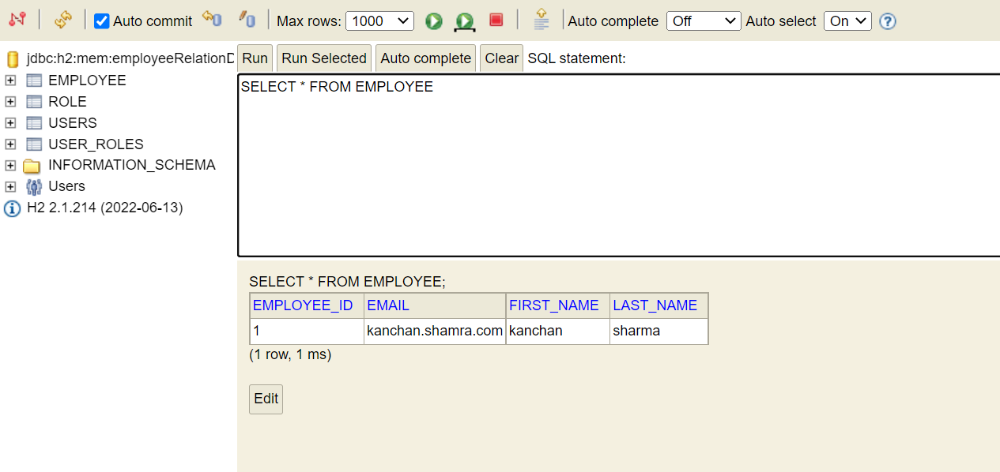 Auto commit Max rows: 1000 Auto complete Off Auto select On
jdbc:h2:mem:employeeRelationD
EMPLOYEE
ROLE
USERS
USER_ROLES
INFORMATION_SCHEMA
Users
H2 2.1.214 (2022-06-13)
Run Run Selected Auto complete Clear SQL statement:
SELECT * FROM EMPLOYEE
SELECT * FROM EMPLOYEE;
EMPLOYEE_ID EMAIL FIRST_NAME LAST_NAME
1 kanchan.shamra.com kanchan sharma
(1 row, 1 ms)
Edit